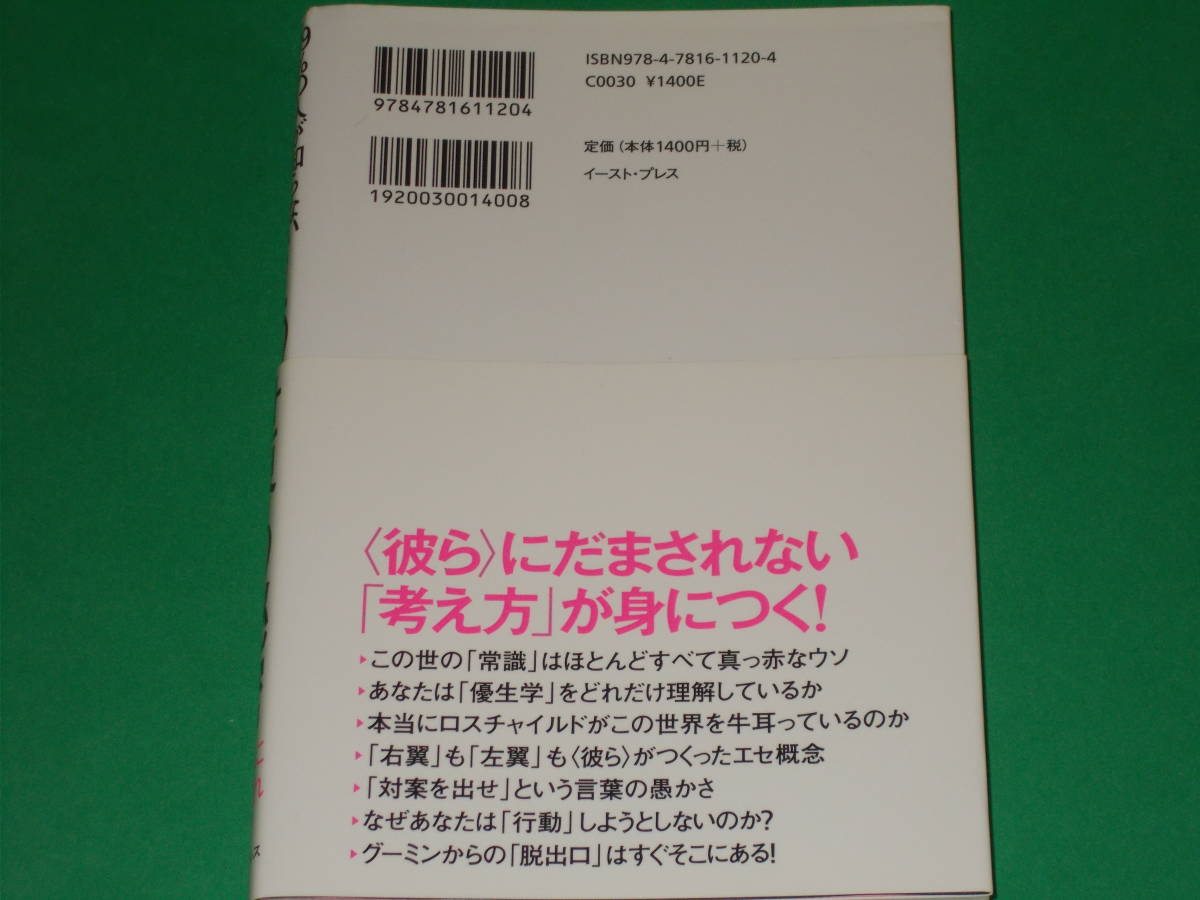 ISBN978-4-7816-1120-4
C0030 ¥1400E
9784781611204
定価（本体1400円＋税）
イースト・プレス
1920030014008
〈彼ら〉にだまされない
「考え方」が身につく！
▶この世の「常識」はほとんどすべて真っ赤なウソ
▶あなたは「優生学」をどれだけ理解しているか
▶本当にロスチャイルドがこの世界を牛耳っているのか
▶「右翼」も「左翼」も〈彼ら〉がつくったエセ概念
▶「対案を出せ」という言葉の愚かさ
▶なぜあなたは「行動」しようとしないのか？
▶グーミンからの「脱出口」はすぐそこにある！